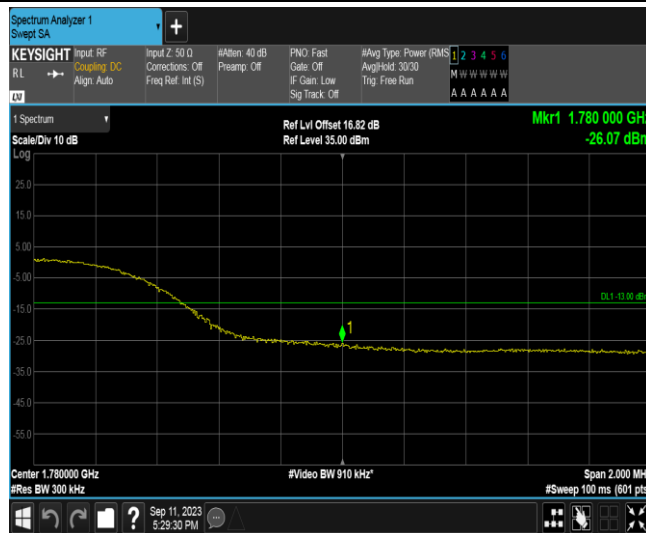 Spectrum Analyzer 1
Swept SA
+
KEYSIGHT
RL
LXI
Input: RF
Coupling: DC
Align: Auto
Input Z: 50 Ω
Corrections: Off
Freq Ref: Int (S)
#Atten: 40 dB
Preamp: Off
PNO: Fast
Gate: Off
IF Gain: Low
Sig Track: Off
#Avg Type: Power (RMS
Avg|Hold: 30/30
Trig: Free Run
1 2 3 4 5 6
M W W W W W
A A A A A A
1 Spectrum
Scale/Div 10 dB
Log
Ref Lvl Offset 16.82 dB
Ref Level 35.00 dBm
Mkr1 1.780 000 GHz
-26.07 dBm
25.0
15.0
5.00
-5.00
DL1 -13.00 dBm
-15.0
1
-25.0
-35.0
-45.0
-55.0
Center 1.780000 GHz
#Res BW 300 kHz
#Video BW 910 kHz*
Span 2.000 MH
#Sweep 100 ms (601 pts
?
Sep 11, 2023
5:29:30 PM